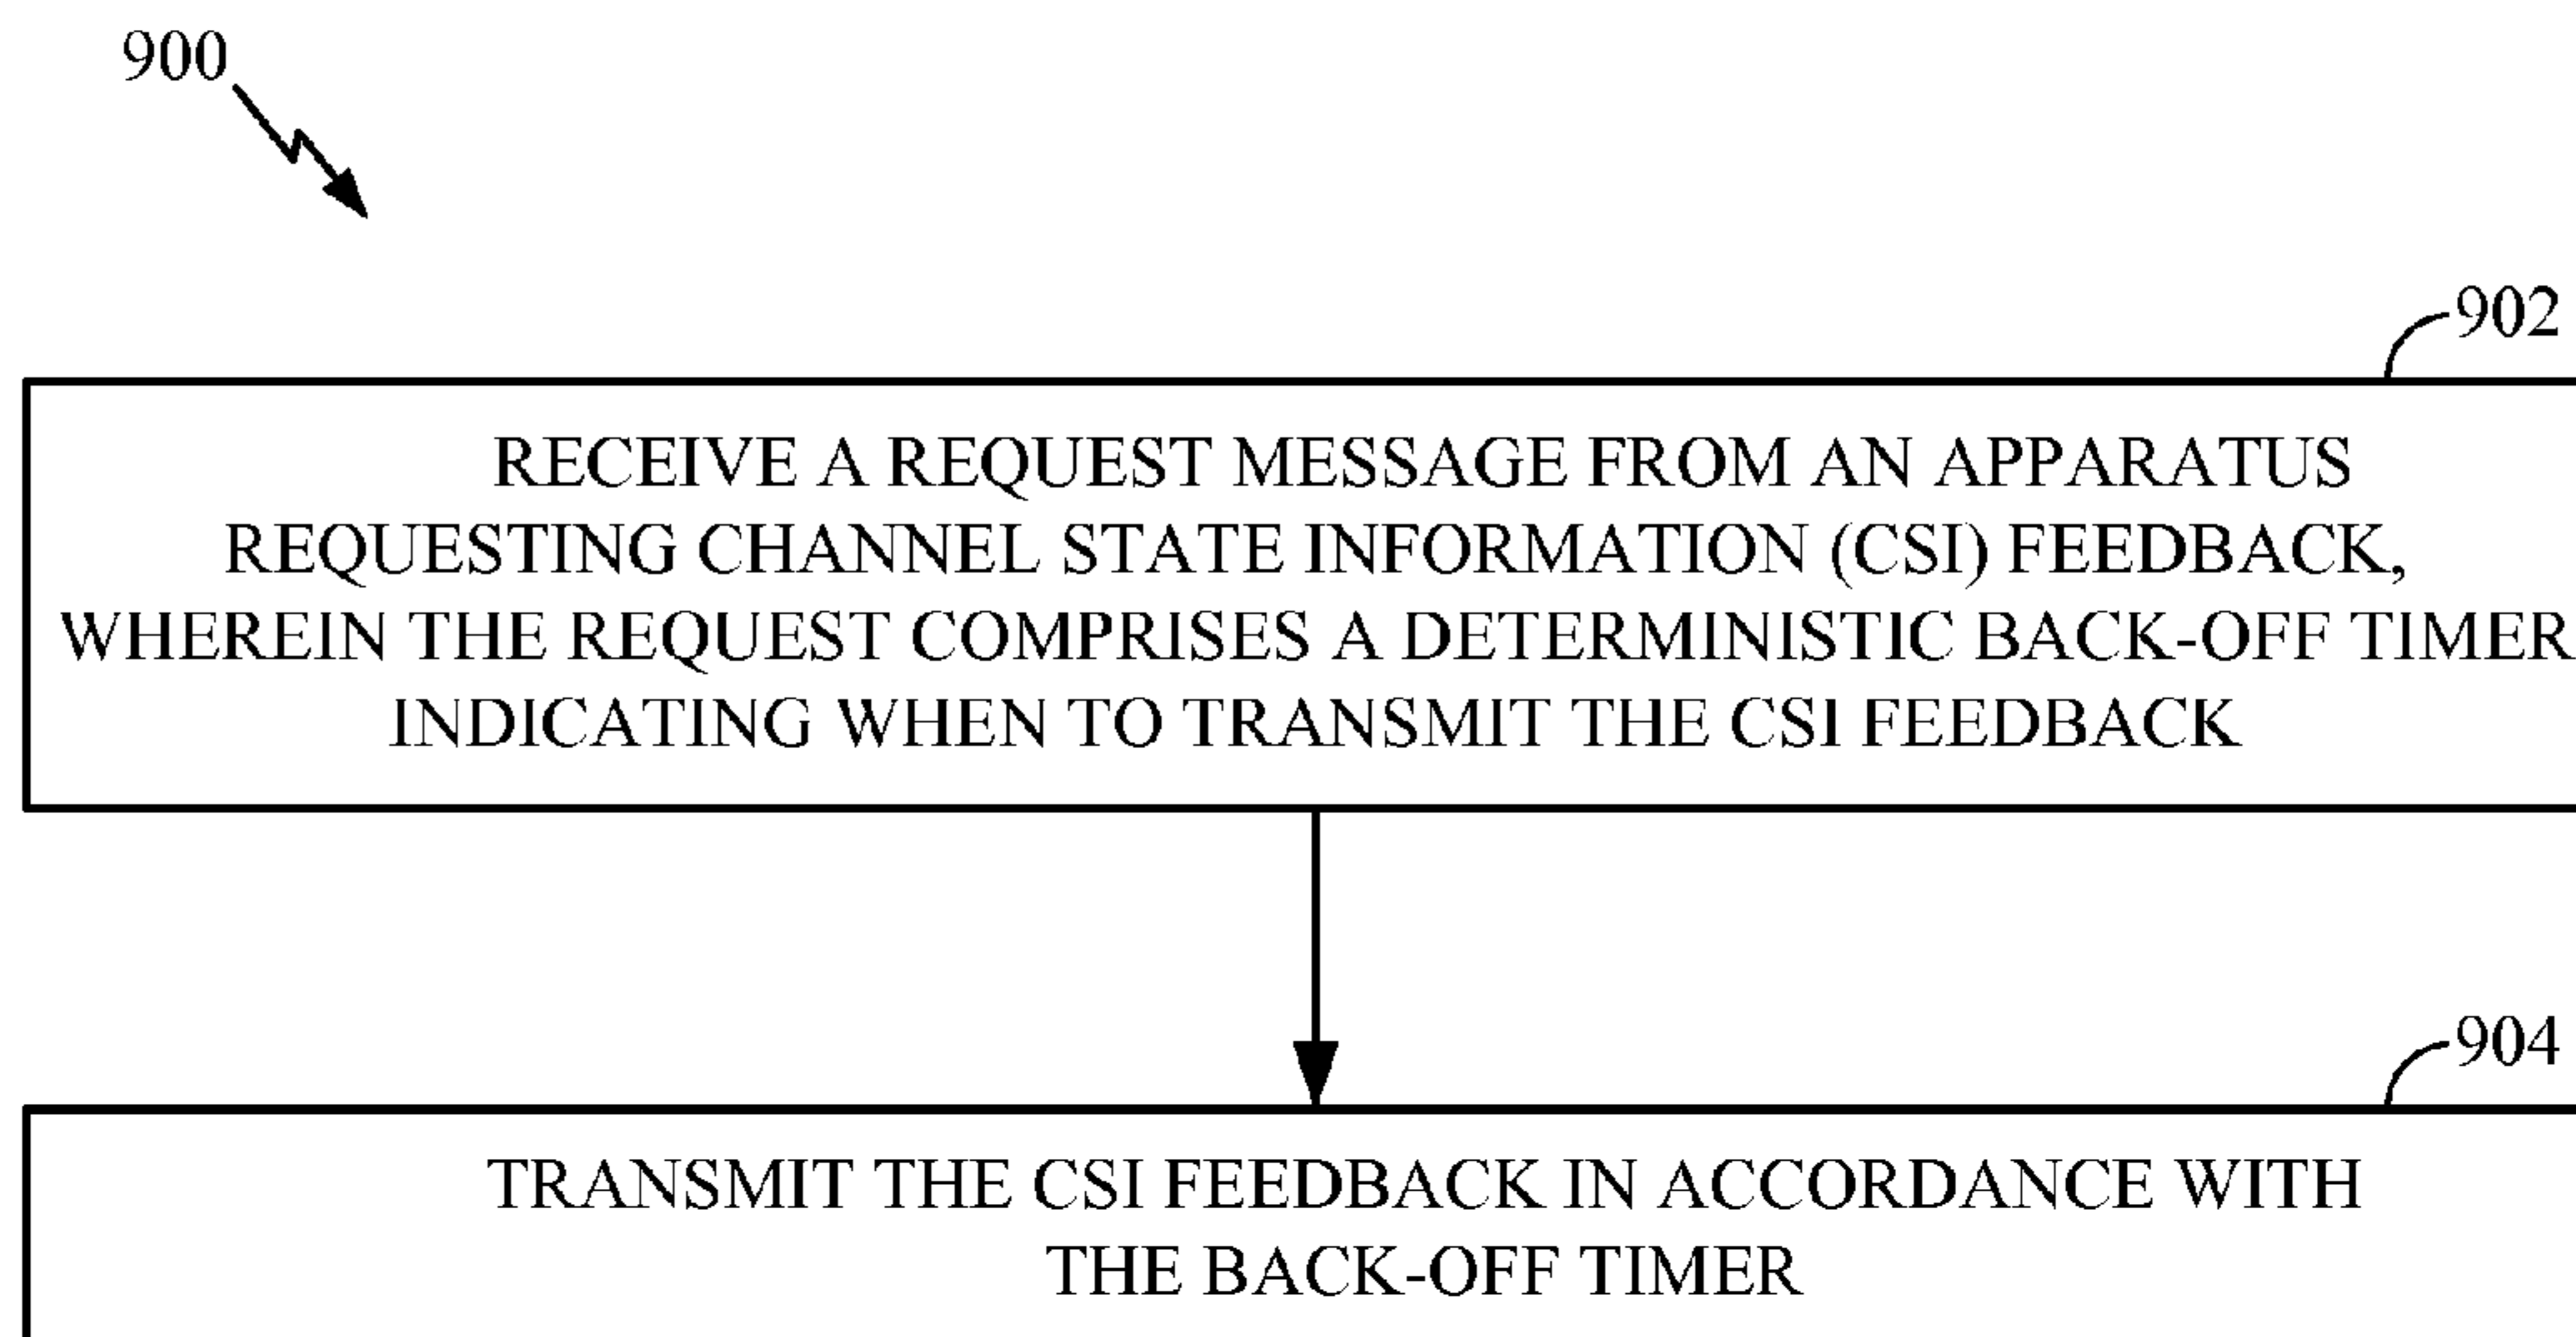 900
902
RECEIVE A REQUEST MESSAGE FROM AN APPARATUS
REQUESTING CHANNEL STATE INFORMATION (CSI) FEEDBACK,
WHEREIN THE REQUEST COMPRISES A DETERMINISTIC BACK-OFF TIMER
INDICATING WHEN TO TRANSMIT THE CSI FEEDBACK
904
TRANSMIT THE CSI FEEDBACK IN ACCORDANCE WITH
THE BACK-OFF TIMER